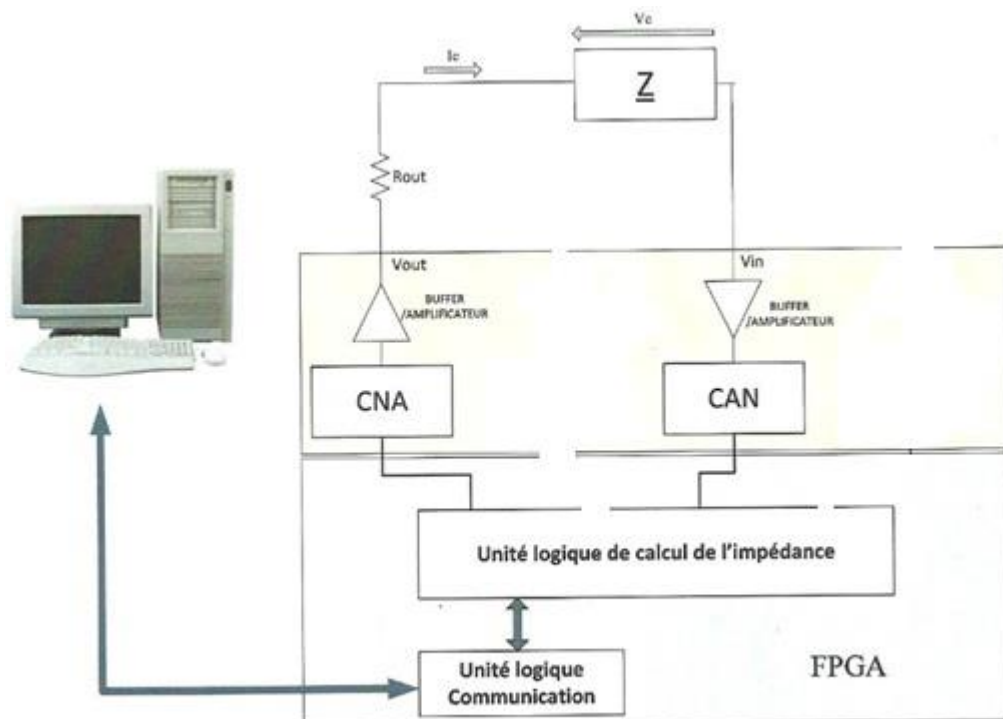 Vc
Ic
Z
Rout
Vout
Vin
BUFFER
/AMPLIFICATEUR
BUFFER
/AMPLIFICATEUR
CNA
CAN
Unité logique de calcul de l'impédance
Unité logique
Communication
FPGA